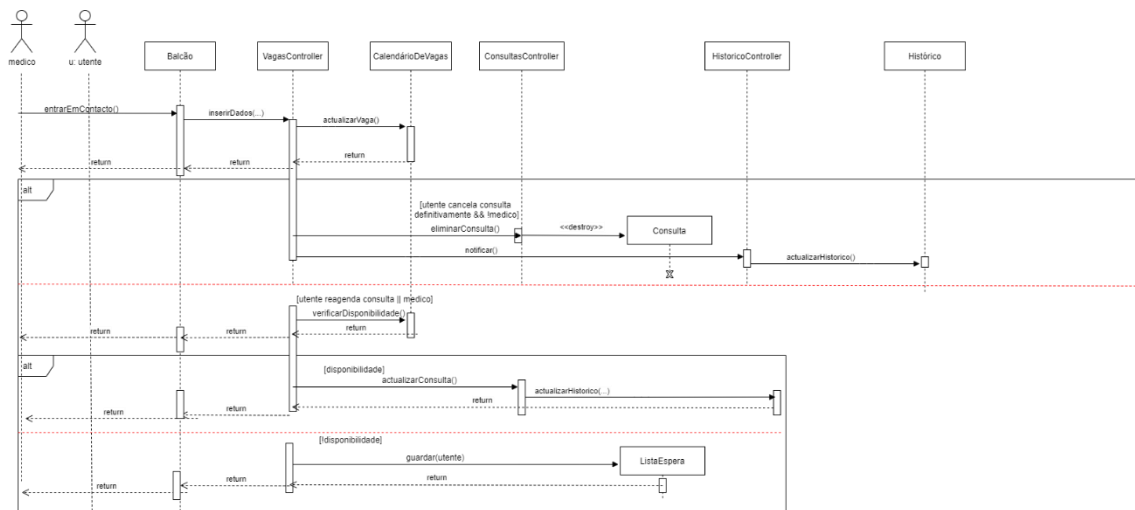 medico
u: utente
Balcão
VagasController
CalendárioDeVagas
ConsultasController
HistoricoController
Histórico
entrarEmContacto()
inserirDados(...)
actualizarVaga()
return
return
return
alt
[utente cancela consulta
definitivamente && !medico]
eliminarConsulta()
<<destroy>>
Consulta
notificar()
actualizarHistorico()
[utente reagenda consulta || medico]
verificarDisponibilidade()
return
return
return
alt
[disponibilidade]
actualizarConsulta()
actualizarHistorico(...)
return
return
return
[!disponibilidade]
guardar(utente)
ListaEspera
return
return
return